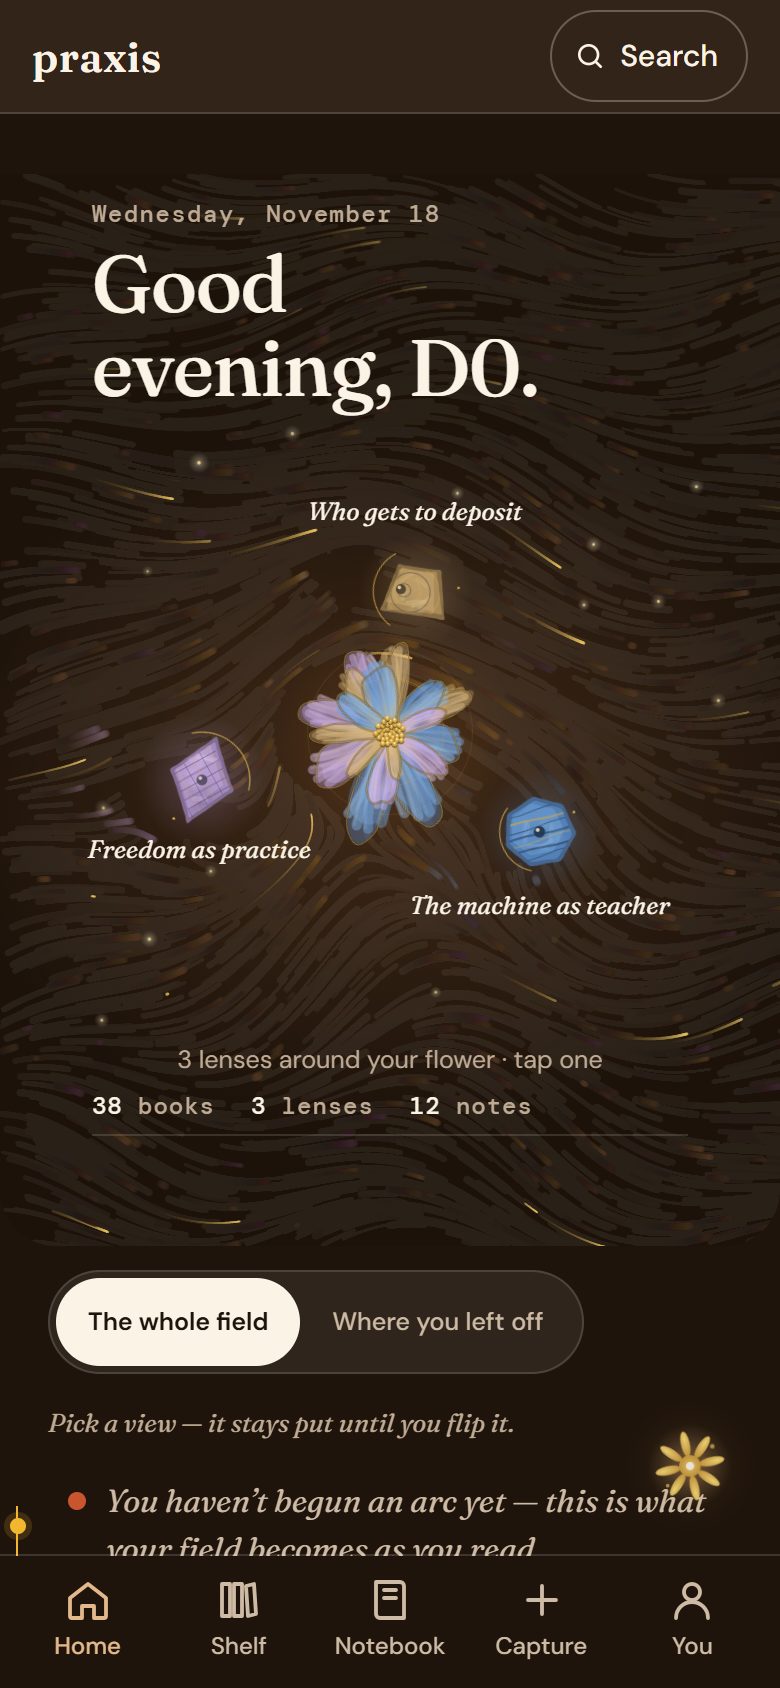 praxis
Search
Wednesday, November 18
Good
evening, D0.
Who gets to deposit
Freedom as practice
The machine as teacher
3 lenses around your flower · tap one
38 books 3 lenses 12 notes
The whole field
Where you left off
Pick a view — it stays put until you flip it.
You haven’t begun an arc yet — this is what
your field becomes as you read
Home
Shelf
Notebook
Capture
You